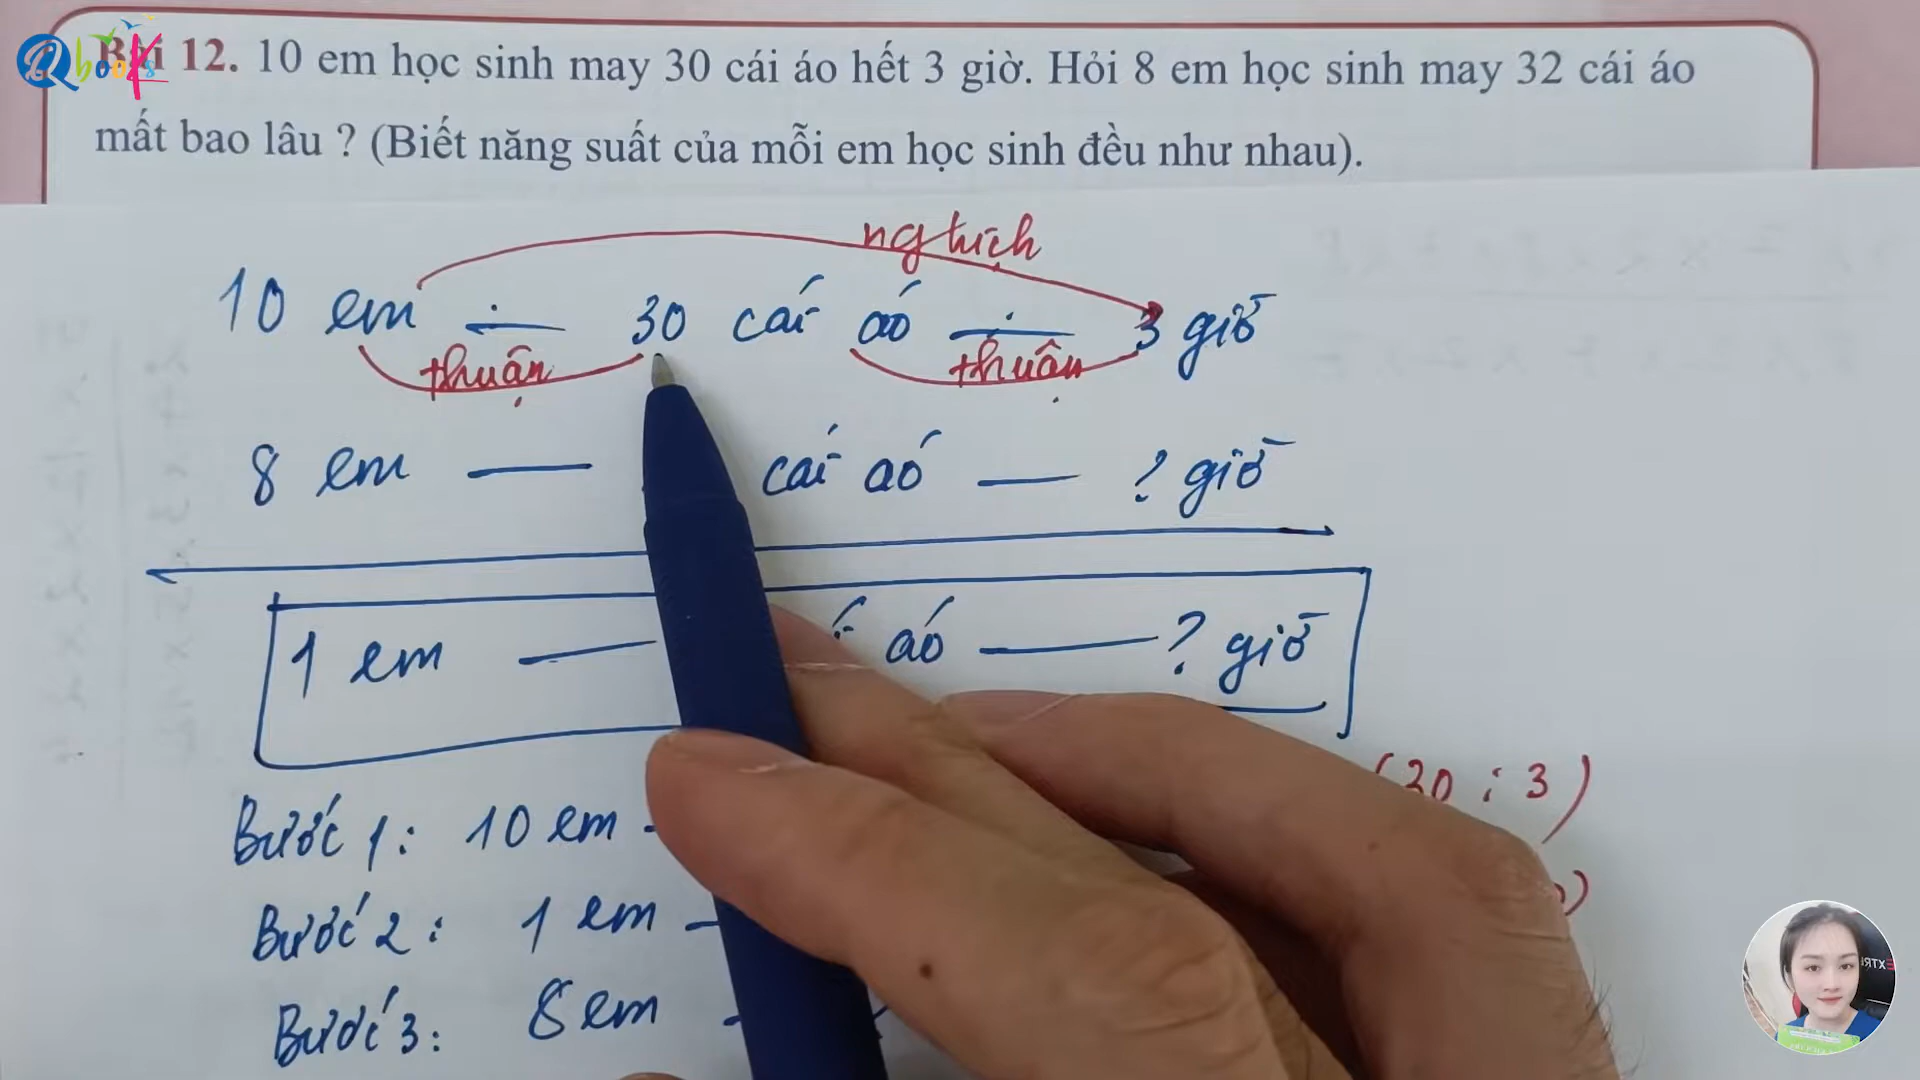 Qbooks
Bài 12. 10 em học sinh may 30 cái áo hết 3 giờ. Hỏi 8 em học sinh may 32 cái áo
mất bao lâu ? (Biết năng suất của mỗi em học sinh đều như nhau).
nghịch
10 em 30 cái áo 3 giờ
thuận thuận
8 em — cái áo — ? giờ
1 em — áo — ? giờ
(30 : 3)
Bước 1: 10 em
Bước 2: 1 em -
Bước 3: 8 em -